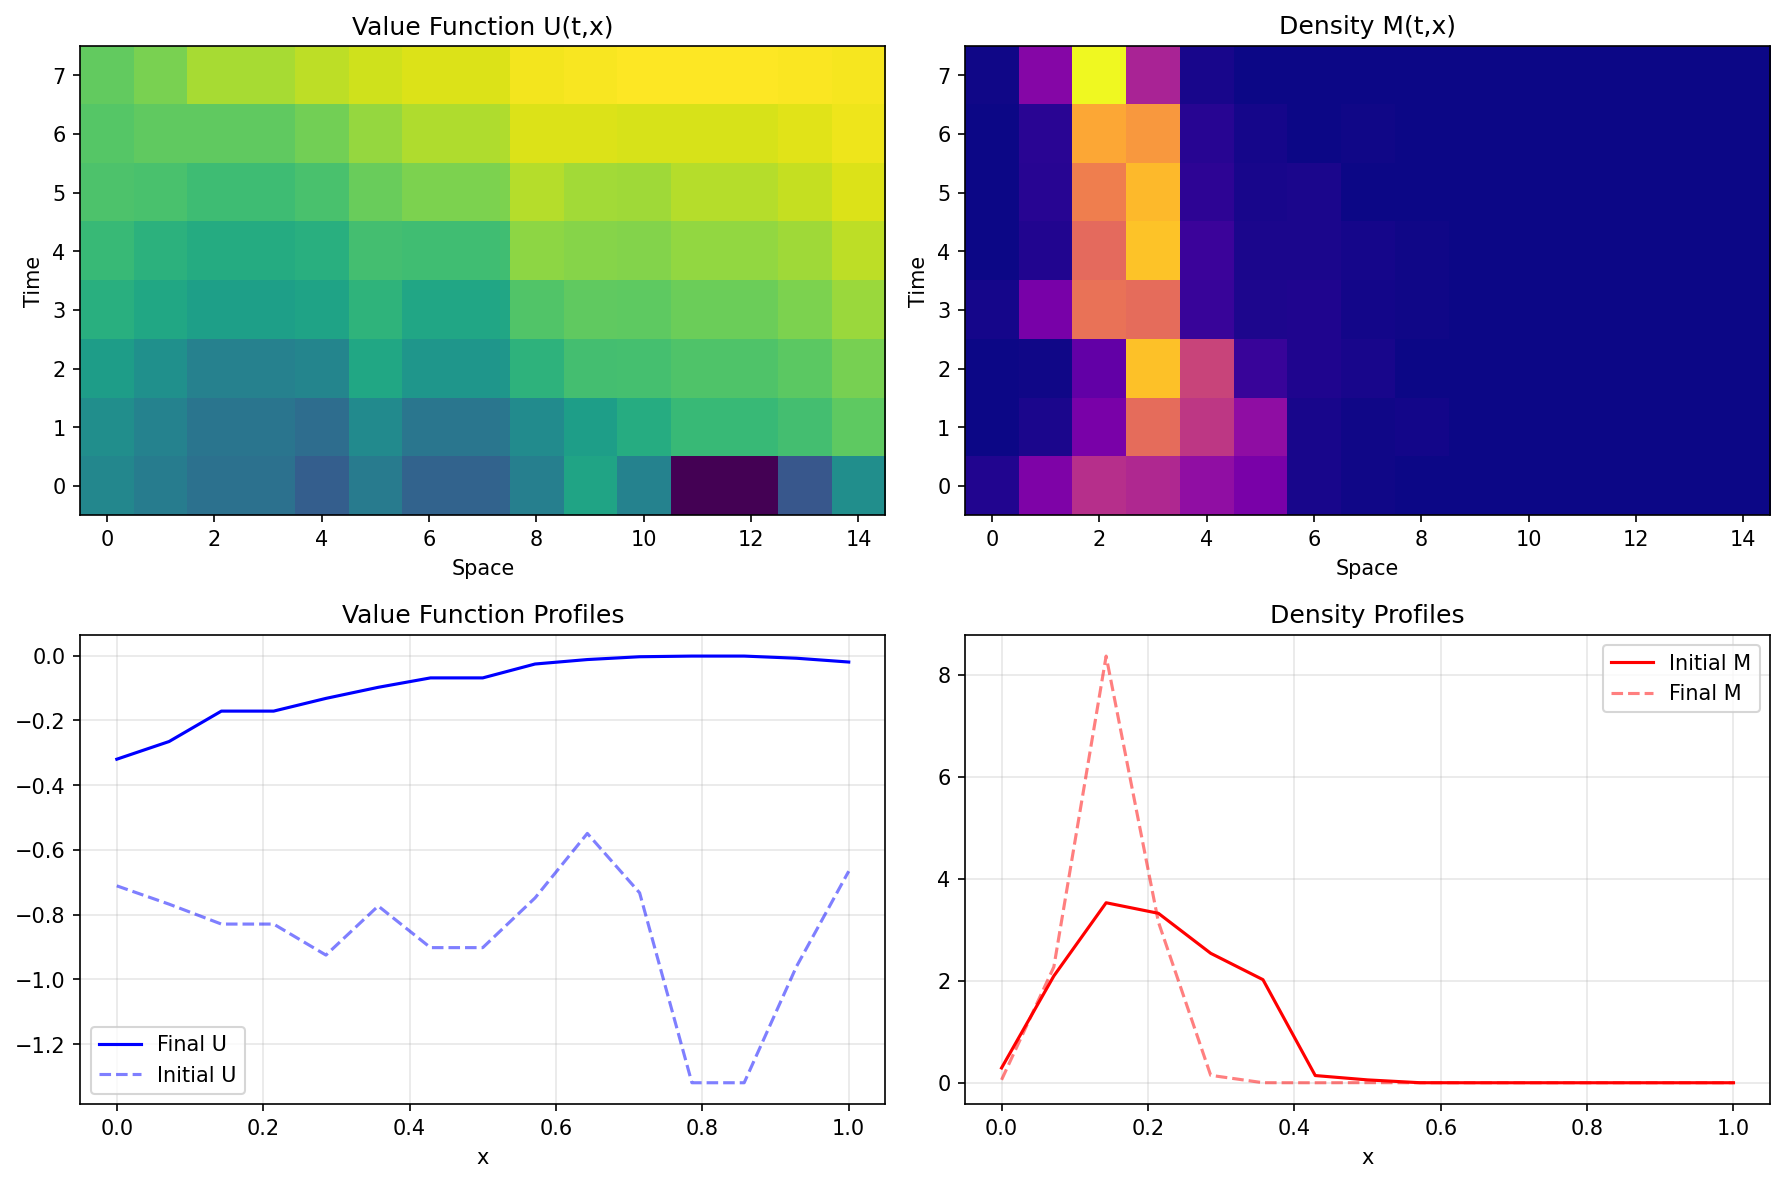 Value Function U(t,x)
7
6
5
4
3
2
1
0
Time
0 2 4 6 8 10 12 14
Space
Density M(t,x)
7
6
5
4
3
2
1
0
Time
0 2 4 6 8 10 12 14
Space
Value Function Profiles
0.0
−0.2
−0.4
−0.6
−0.8
−1.0
−1.2
Final U
Initial U
0.0 0.2 0.4 0.6 0.8 1.0
x
Density Profiles
8
6
4
2
0
Initial M
Final M
0.0 0.2 0.4 0.6 0.8 1.0
x